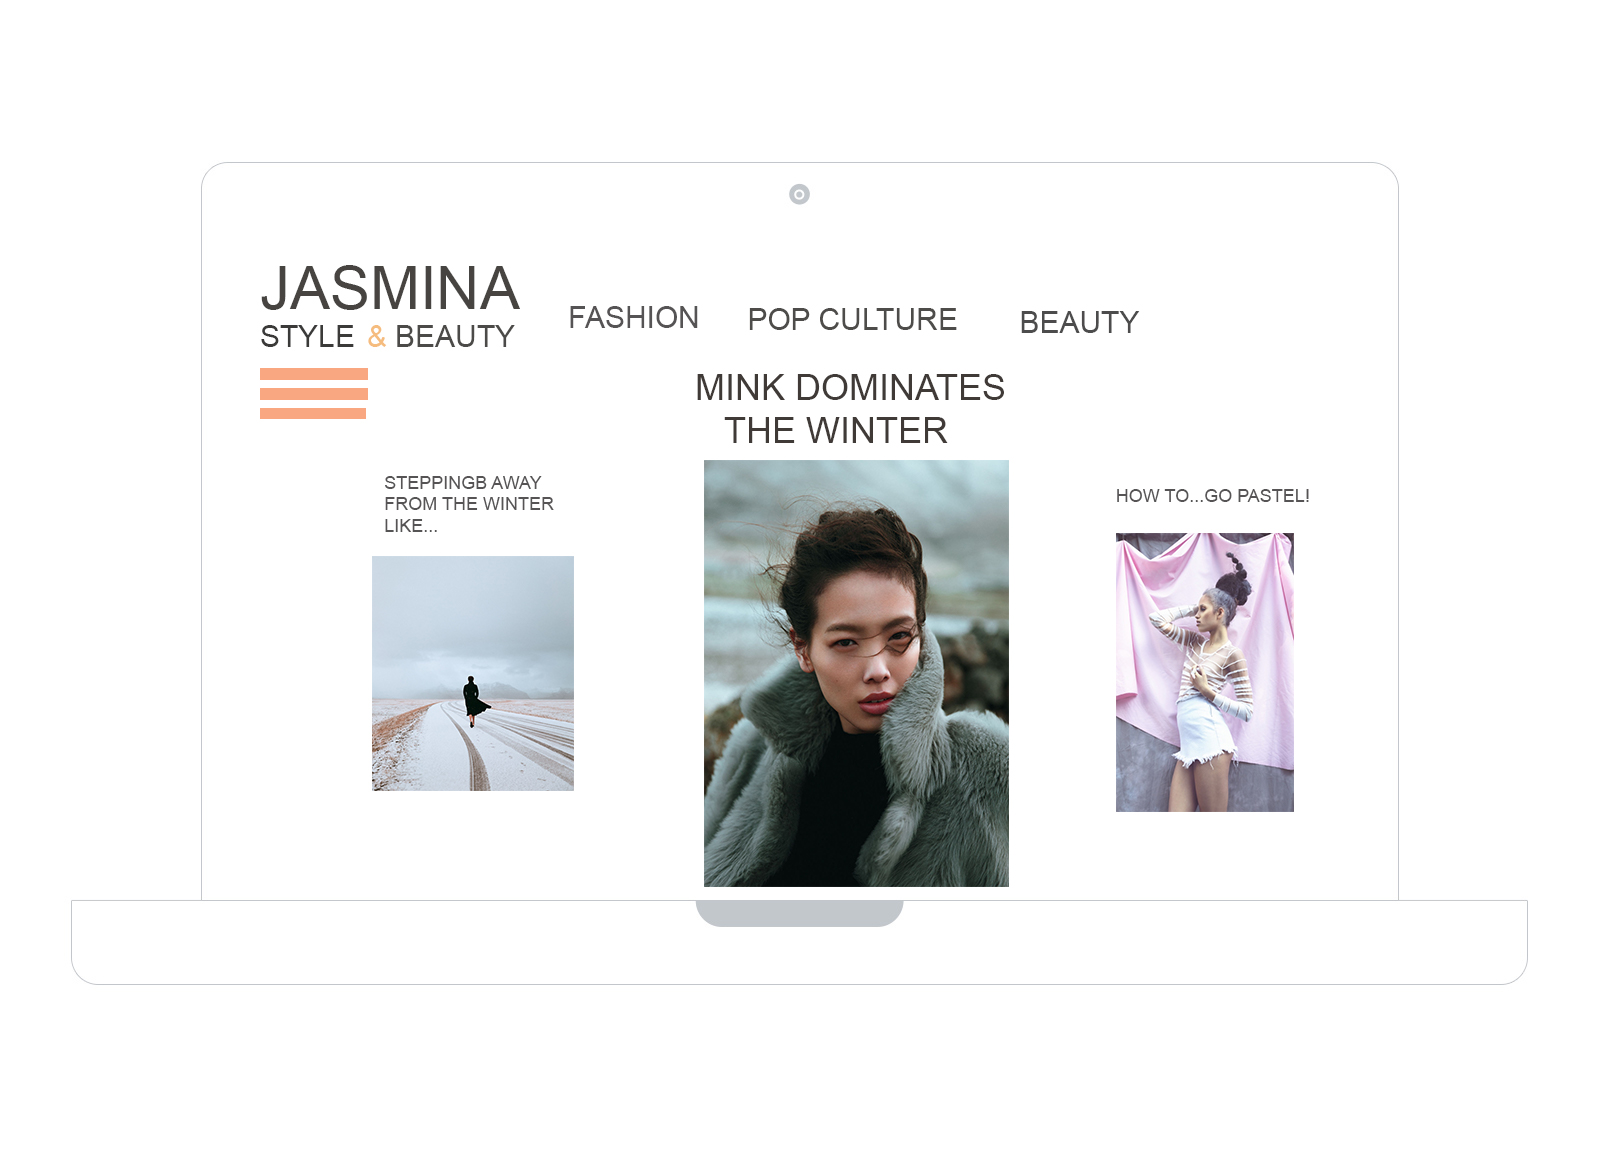 JASMINA
STYLE & BEAUTY
FASHION
POP CULTURE
BEAUTY
MINK DOMINATES
THE WINTER
STEPPINGB AWAY
FROM THE WINTER
LIKE...
HOW TO...GO PASTEL!